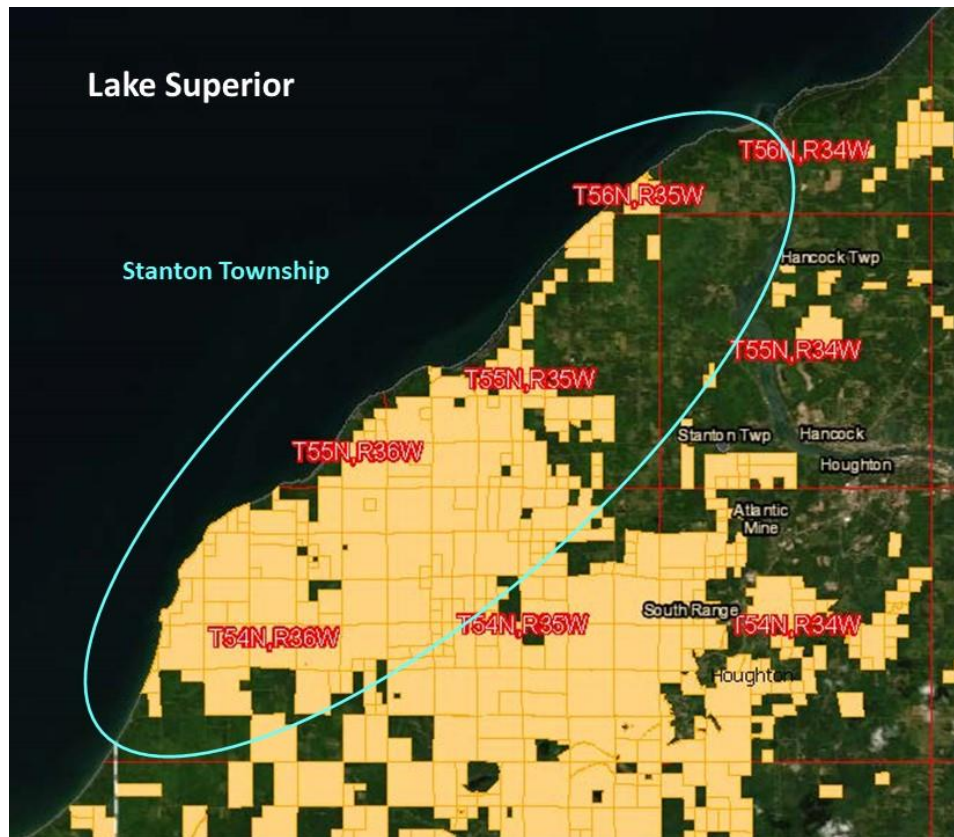 Lake Superior
T56N,R34W
T56N,R35W
Hancock Twp
Stanton Township
T55N,R34W
T55N,R35W
Stanton Twp
Hancock
T55N,R36W
Houghton
Atlantic
Mine
South Range
T54N,R36W
T54N,R35W
T54N,R34W
Houghton